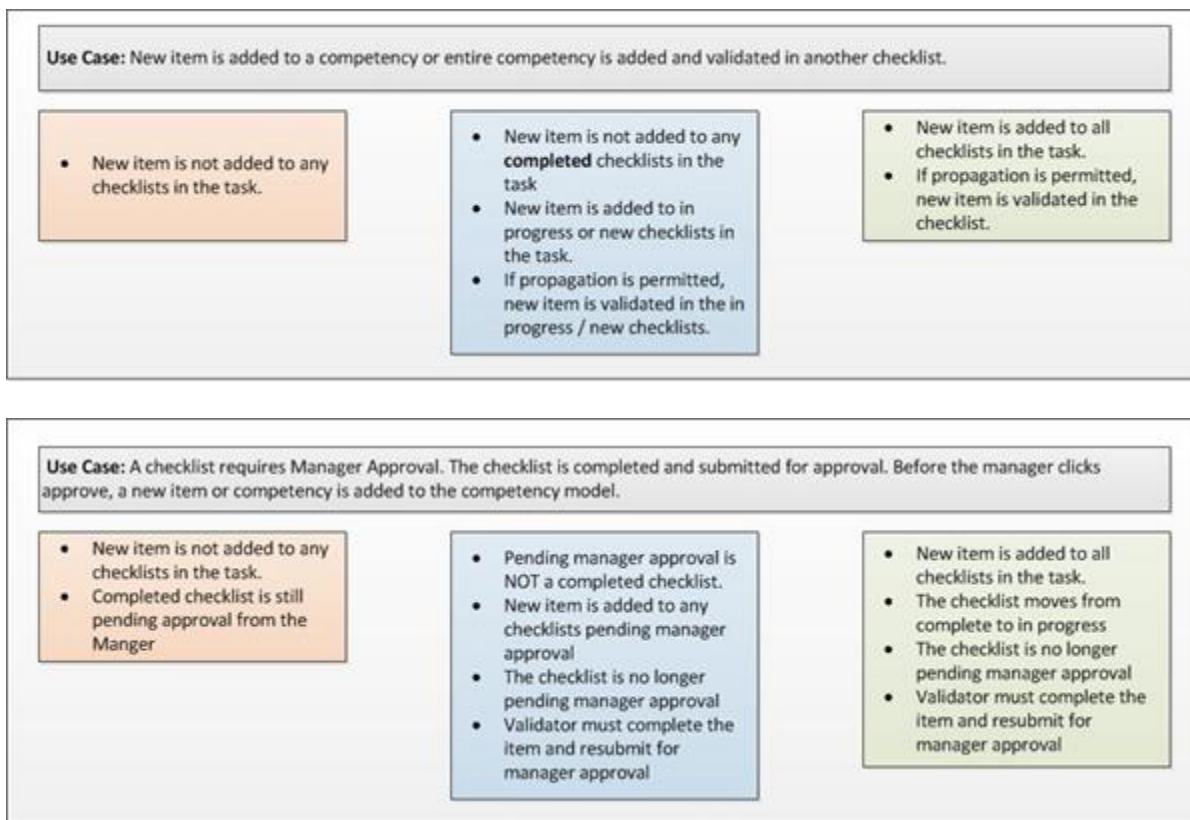 Use Case: New item is added to a competency or entire competency is added and validated in another checklist.
• New item is not added to any
checklists in the task.
• New item is not added to any
completed checklists in the
task
• New item is added to in
progress or new checklists in
the task.
• If propagation is permitted,
new item is validated in the in
progress / new checklists.
• New item is added to all
checklists in the task.
• If propagation is permitted,
new item is validated in the
checklist.
Use Case: A checklist requires Manager Approval. The checklist is completed and submitted for approval. Before the manager clicks
approve, a new item or competency is added to the competency model.
• New item is not added to any
checklists in the task.
• Completed checklist is still
pending approval from the
Manger
• Pending manager approval is
NOT a completed checklist.
• New item is added to any
checklists pending manager
approval
• The checklist is no longer
pending manager approval
• Validator must complete the
item and resubmit for
manager approval
• New item is added to all
checklists in the task.
• The checklist moves from
complete to in progress
• The checklist is no longer
pending manager approval
• Validator must complete the
item and resubmit for
manager approval